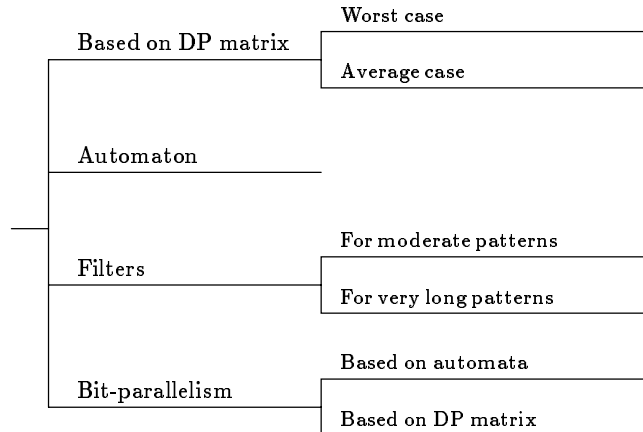 Worst case
Based on DP matrix
Average case
Automaton
For moderate patterns
Filters
For very long patterns
Based on automata
Bit-parallelism
Based on DP matrix